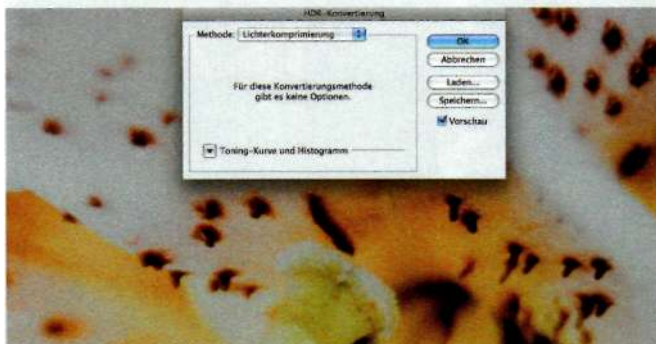 HDR-Konvertierung
Methode: Lichterkomprimierung
OK
Abbrechen
Für diese Konvertierungsmethode
gibt es keine Optionen.
Laden...
Speichern...
Vorschau
Toning-Kurve und Histogramm